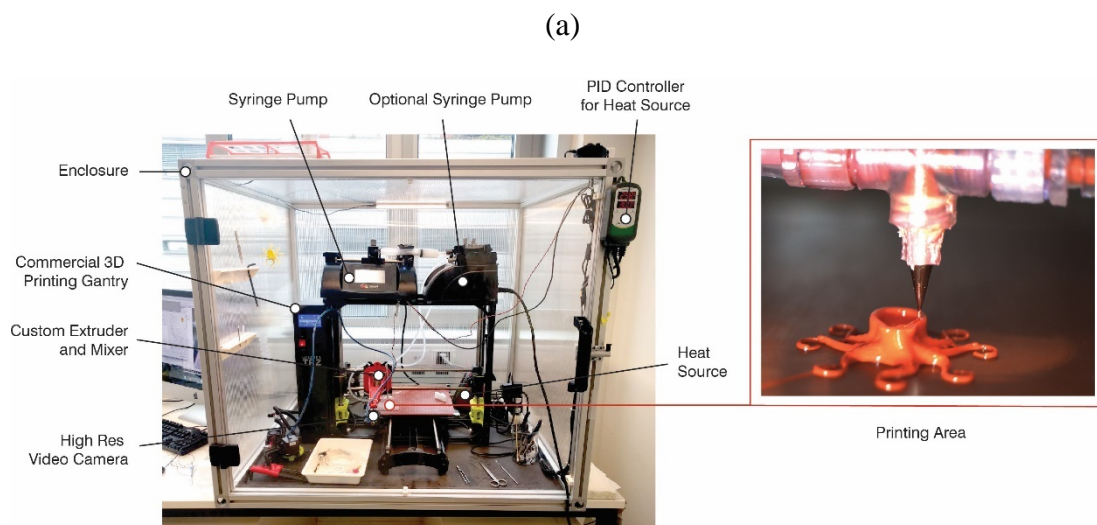 (a)
PID Controller
for Heat Source
Syringe Pump
Optional Syringe Pump
Enclosure
Commercial 3D
Printing Gantry
Custom Extruder
and Mixer
Heat
Source
High Res
Video Camera
Printing Area